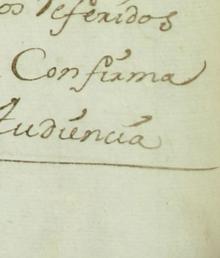 os referidos
Confirma
Audiencia